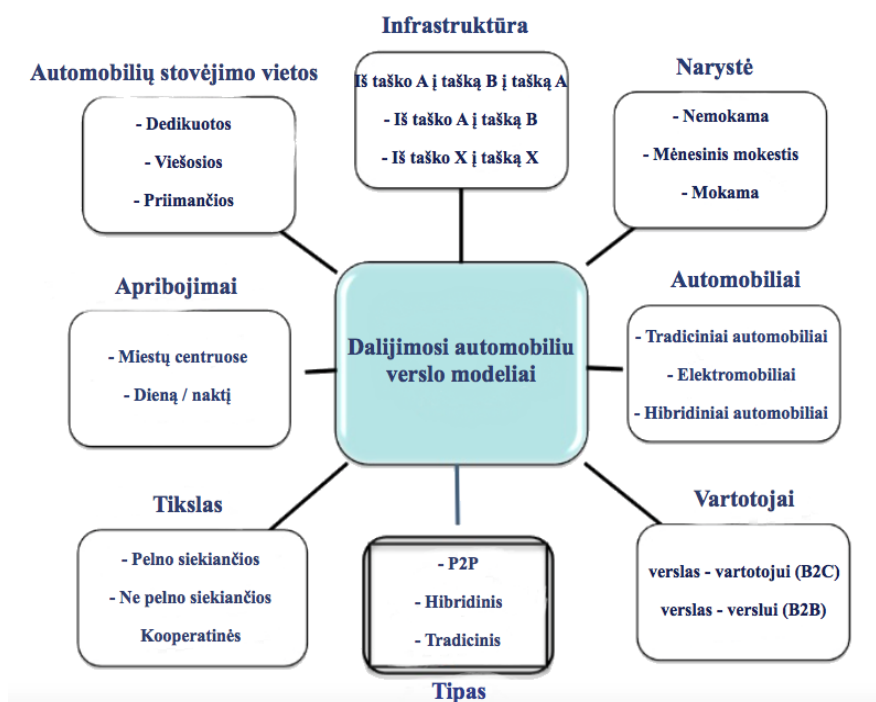 Infrastruktūra
Iš taško A į tašką B į tašką A
- Iš taško A į tašką B
- Iš taško X į tašką X
Automobilių stovėjimo vietos
- Dedikuotos
- Viešosios
- Priimančios
Narystė
- Nemokama
- Mėnesinis mokestis
- Mokama
Apribojimai
- Miestų centruose
- Dieną / naktį
Dalijimosi automobiliu
verslo modeliai
Automobiliai
- Tradiciniai automobiliai
- Elektromobiliai
- Hibridiniai automobiliai
Tikslas
- Pelno siekiančios
- Ne pelno siekiančios
Kooperatinės
- P2P
- Hibridinis
- Tradicinis
Tipas
Vartotojai
verslas - vartotojui (B2C)
verslas - verslui (B2B)